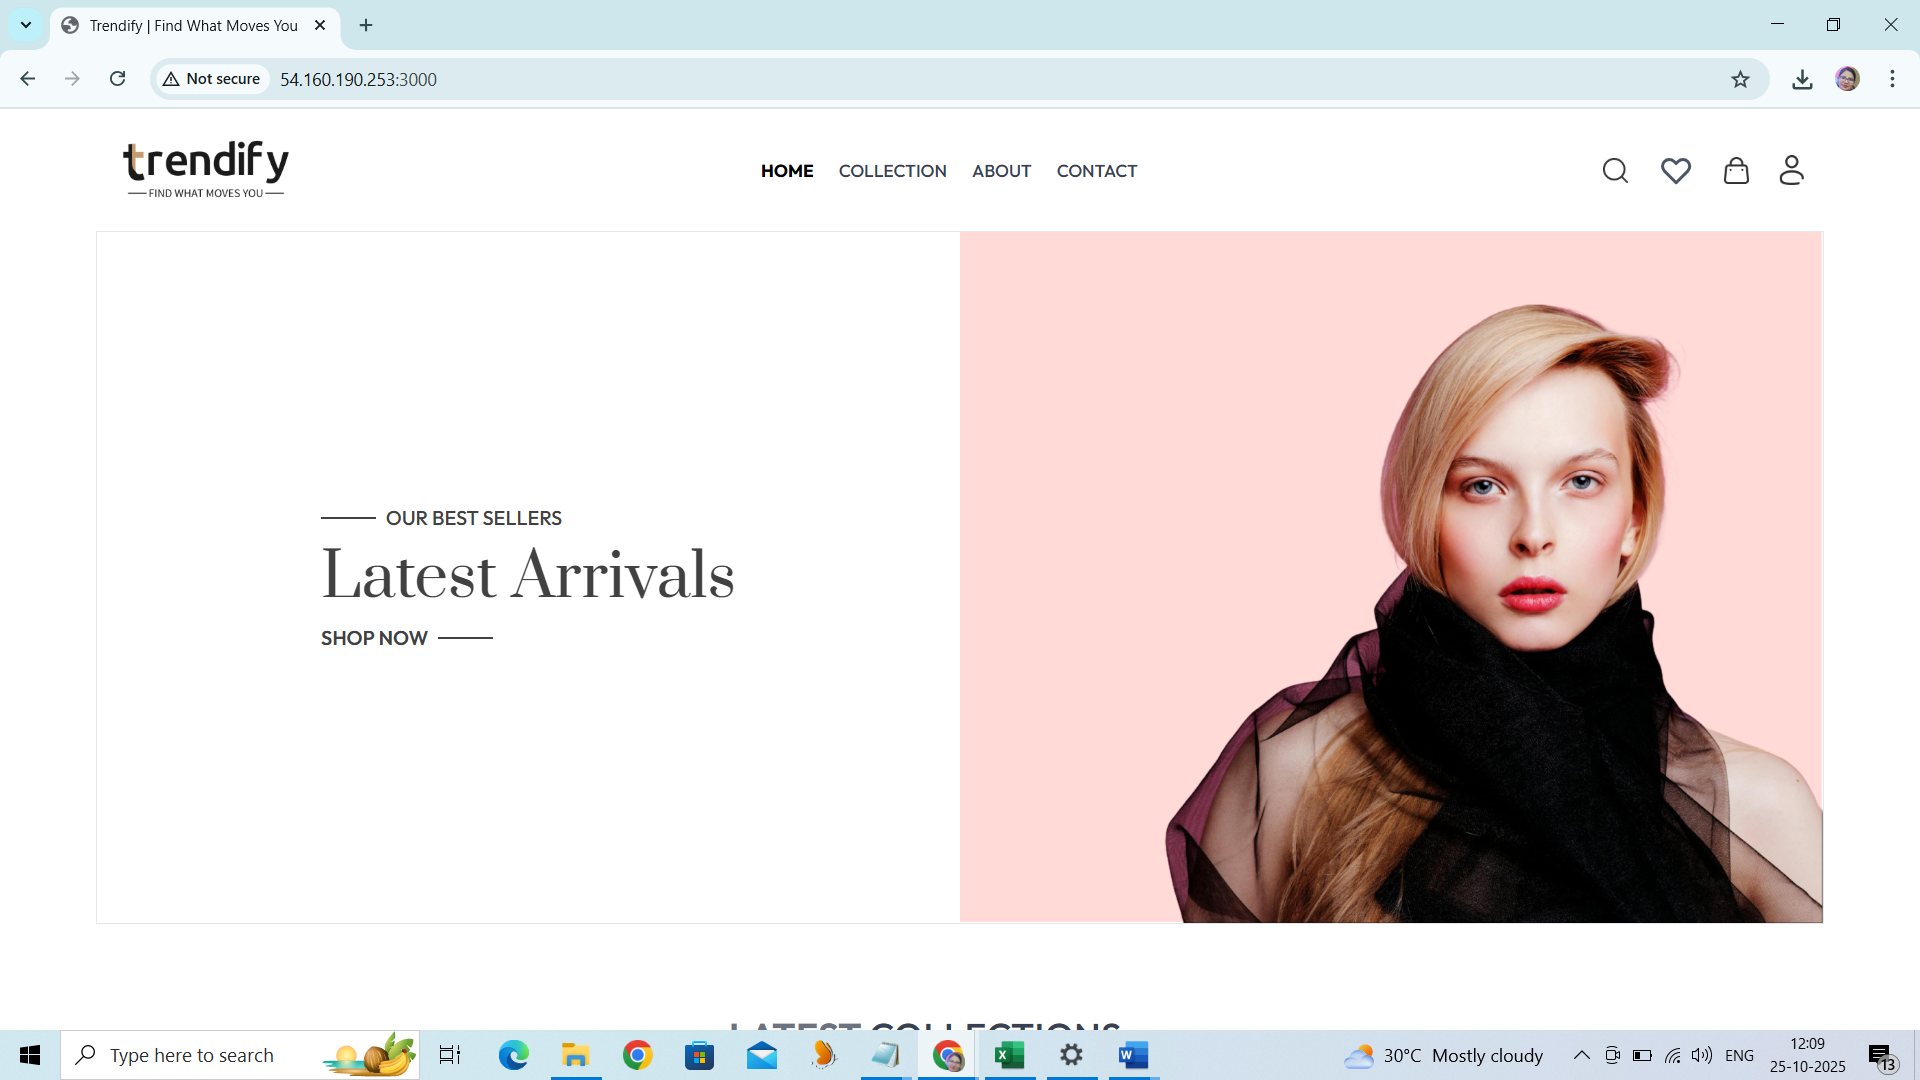 Trendify | Find What Moves You
Not secure
54.160.190.253:3000
trendify
FIND WHAT MOVES YOU
HOME
COLLECTION
ABOUT
CONTACT
OUR BEST SELLERS
Latest Arrivals
SHOP NOW
LATEST COLLECTIONS
Type here to search
30°C Mostly cloudy
ENG
12:09
25-10-2025
13